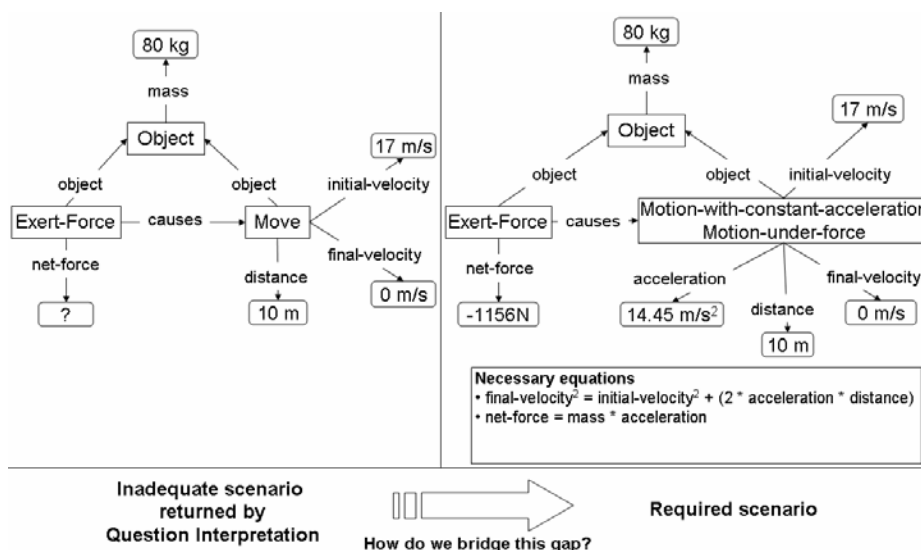 80 kg
mass
Object
17 m/s
object
object
initial-velocity
Exert-Force
causes
Move
net-force
distance
final-velocity
?
10 m
0 m/s
80 kg
mass
Object
17 m/s
object
object
initial-velocity
Exert-Force
causes
Motion-with-constant-acceleration
Motion-under-force
net-force
acceleration
final-velocity
distance
-1156N
14.45 m/s²
10 m
0 m/s
Necessary equations
• final-velocity² = initial-velocity² + (2 * acceleration * distance)
• net-force = mass * acceleration
Inadequate scenario
returned by
Question Interpretation
How do we bridge this gap?
Required scenario